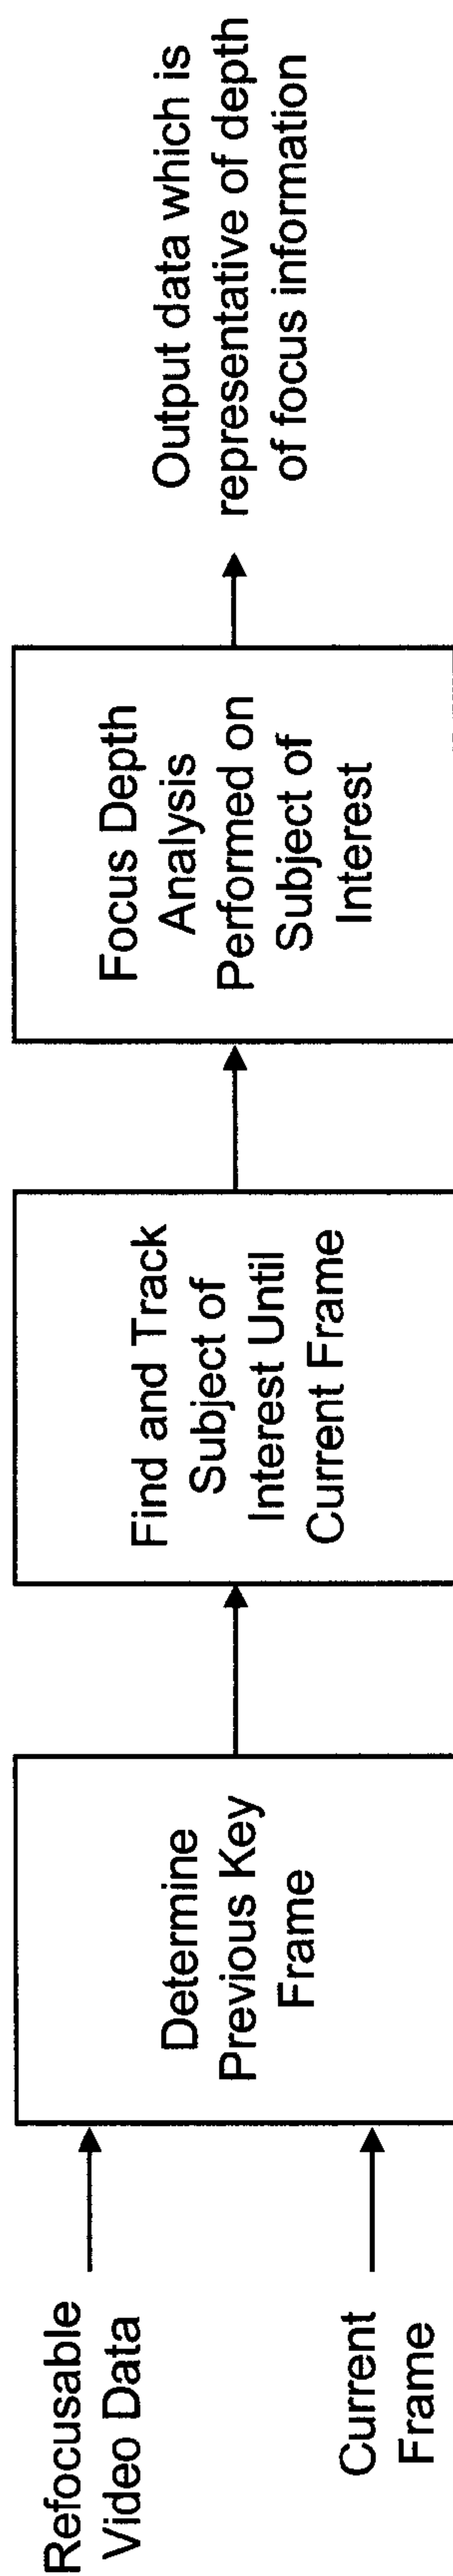 Refocusable
Video Data
Current
Frame
Determine
Previous Key
Frame
Find and Track
Subject of
Interest Until
Current Frame
Focus Depth
Analysis
Performed on
Subject of
Interest
Output data which is
representative of depth
of focus information